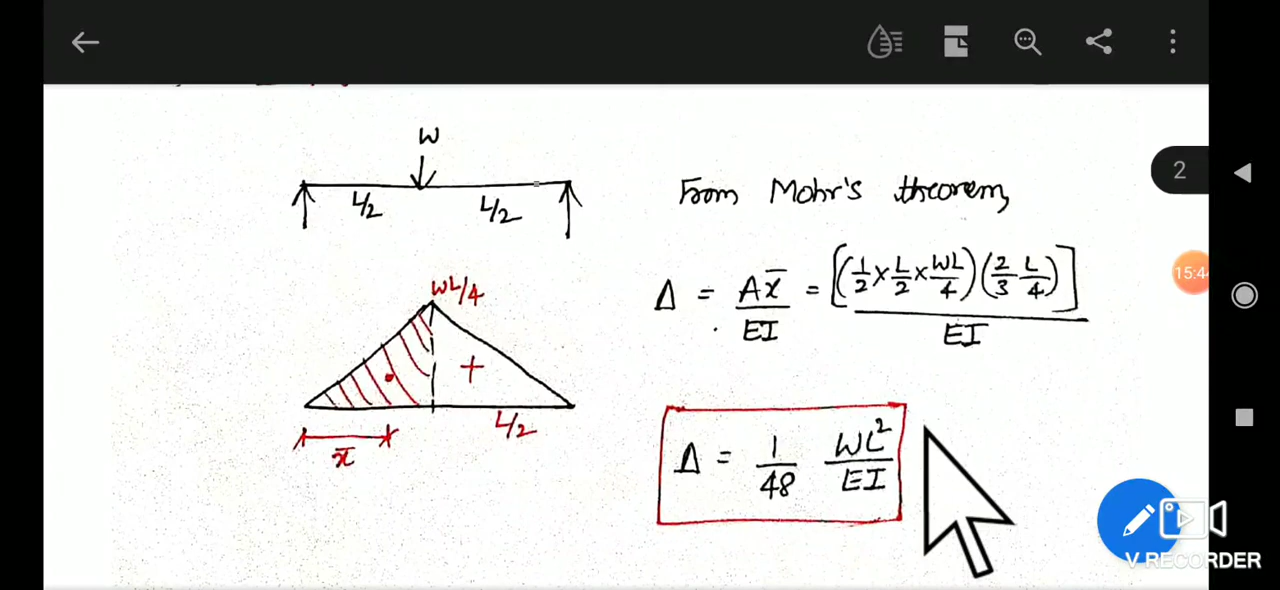 2
W
L/2 L/2
From Mohr's theorem,
WL/4
Δ = Ax̄/EI = [(1/2 × L/2 × WL/4)(2/3 L/4)]/EI
+
L/2
x̄
Δ = 1/48 WL²/EI
15:44
V RECORDER